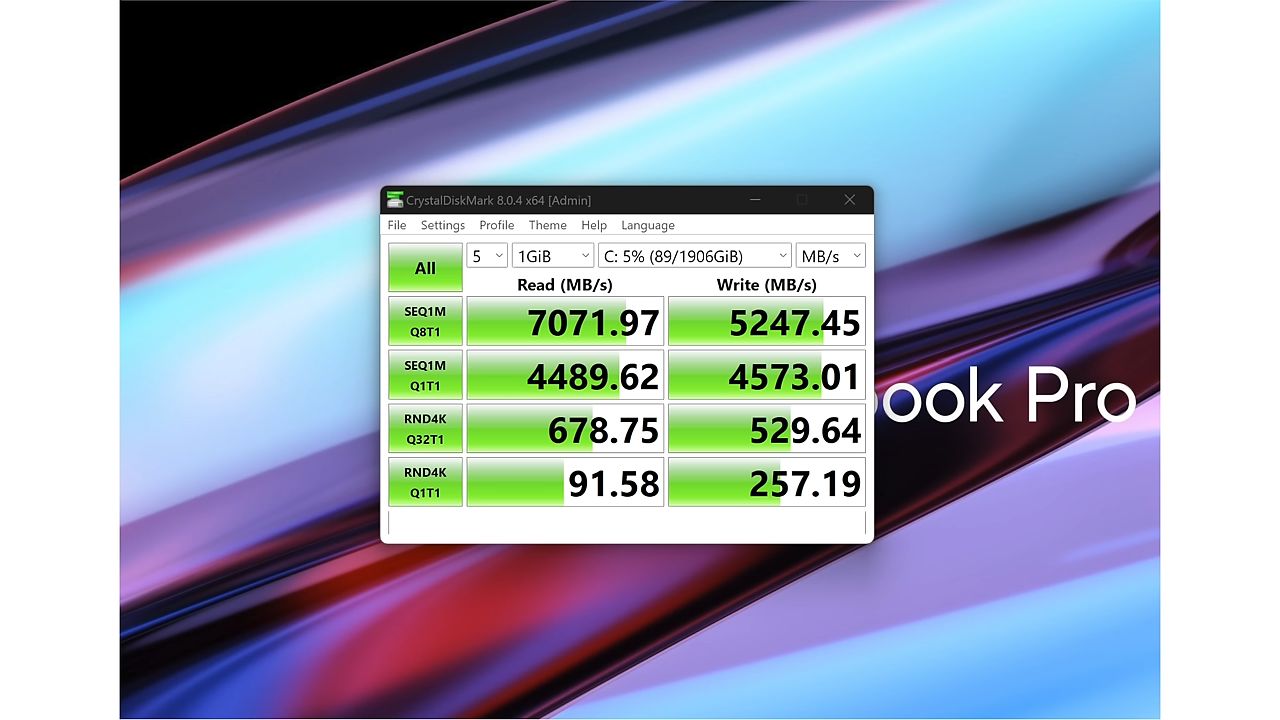 CrystalDiskMark 8.0.4 x64 [Admin]
File Settings Profile Theme Help Language
All 5 1GiB C: 5% (89/1906GiB) MB/s
Read (MB/s) Write (MB/s)
SEQ1M Q8T1 7071.97 5247.45
SEQ1M Q1T1 4489.62 4573.01
RND4K Q32T1 678.75 529.64
RND4K Q1T1 91.58 257.19
ook Pro